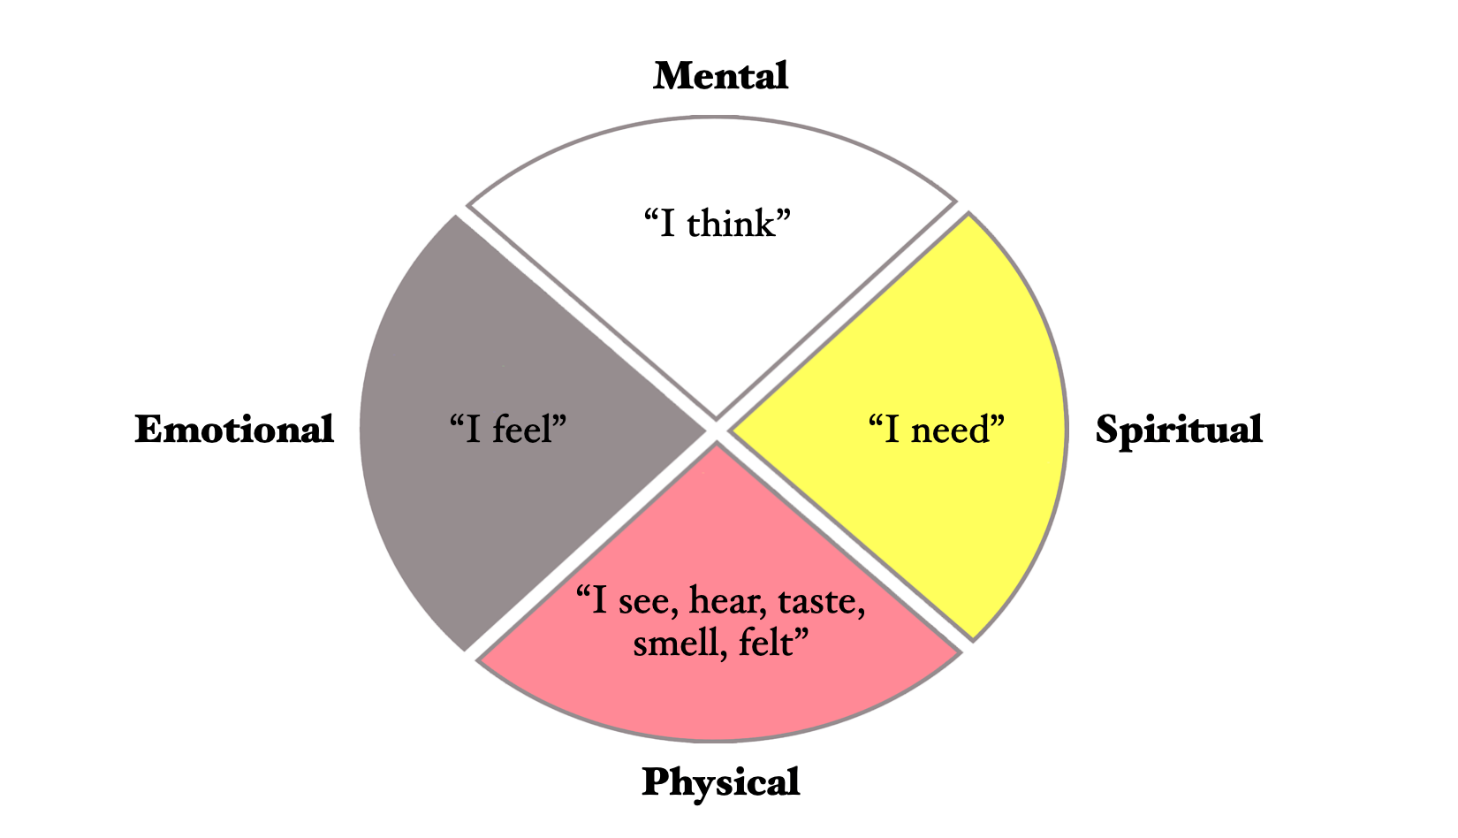 Mental
“I think”
Emotional
“I feel”
“I need”
Spiritual
“I see, hear, taste,
smell, felt”
Physical